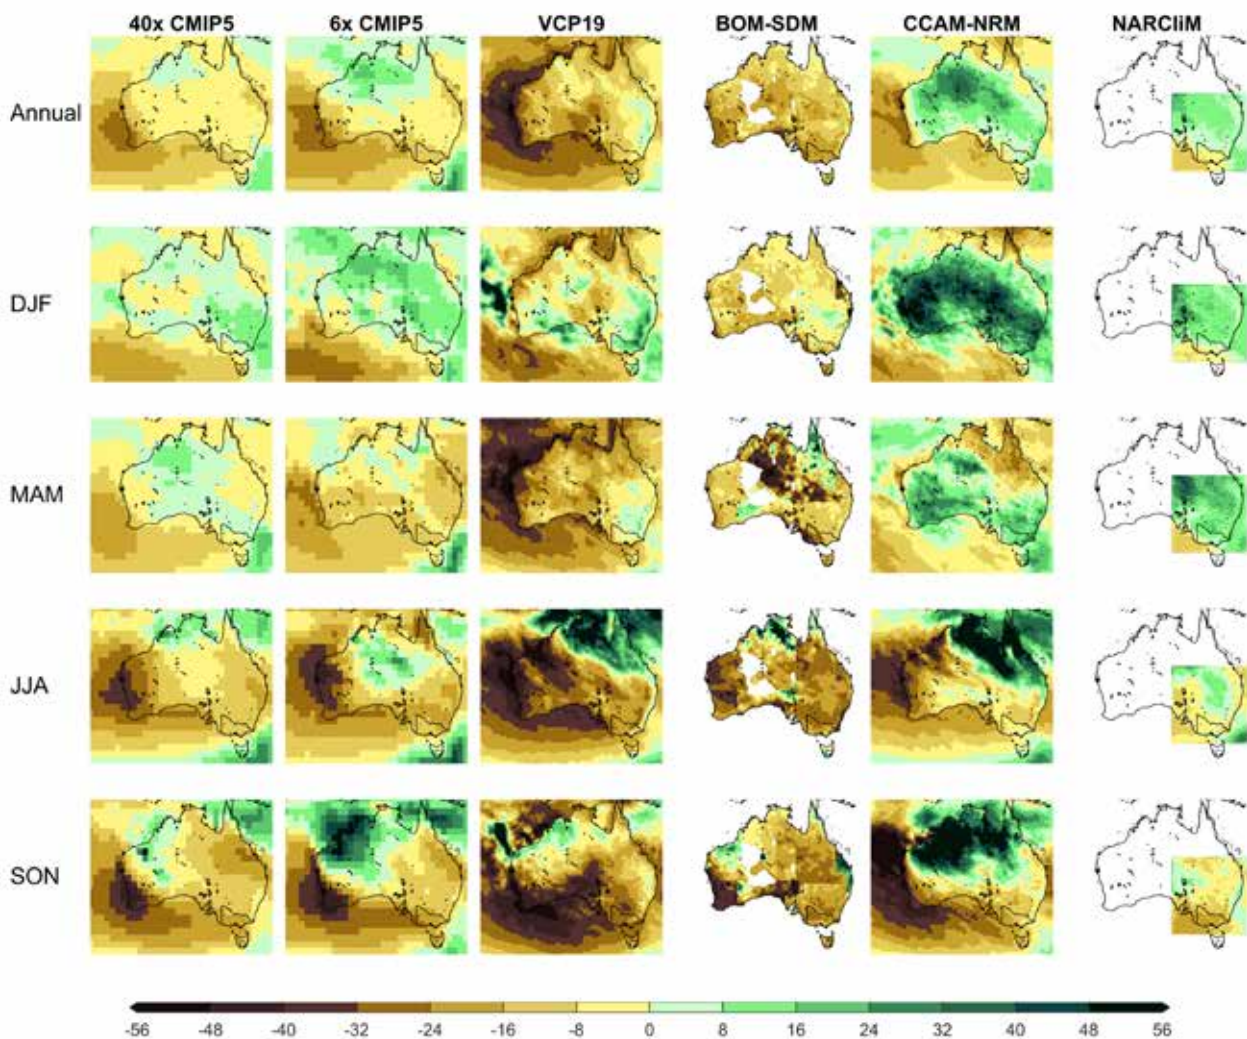 40x CMIP5 6x CMIP5 VCP19 BOM-SDM CCAM-NRM NARCliM
Annual
DJF
MAM
JJA
SON
-56 -48 -40 -32 -24 -16 -8 0 8 16 24 32 40 48 56